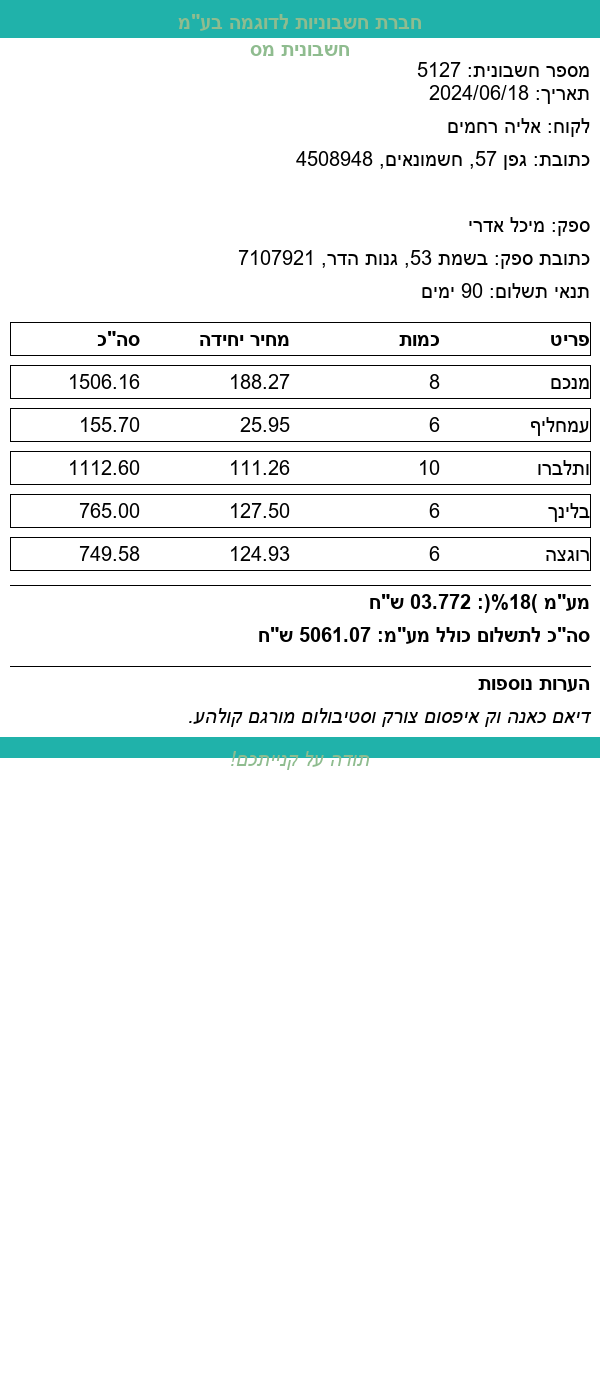 חברת חשבוניות לדוגמה בע"מ
חשבונית מס
מספר חשבונית: 5127
תאריך: 2024/06/18
לקוח: אליה רחמים
כתובת: גפן 57, חשמונאים, 4508948
ספק: מיכל אדרי
כתובת ספק: בשמת 53, גנות הדר, 7107921
תנאי תשלום: 90 ימים
פריט כמות מחיר יחידה סה"כ
מנכם 8 188.27 1506.16
עמחליף 6 25.95 155.70
ותלברו 10 111.26 1112.60
בלינך 6 127.50 765.00
רוגצה 6 124.93 749.58
מע"מ )18%(: 03.772 ש"ח
סה"כ לתשלום כולל מע"מ: 5061.07 ש"ח
הערות נוספות
דיאם כאנה וק איפסום צורק וסטיבולום מורגם קולהע.
תודה על קנייתכם!